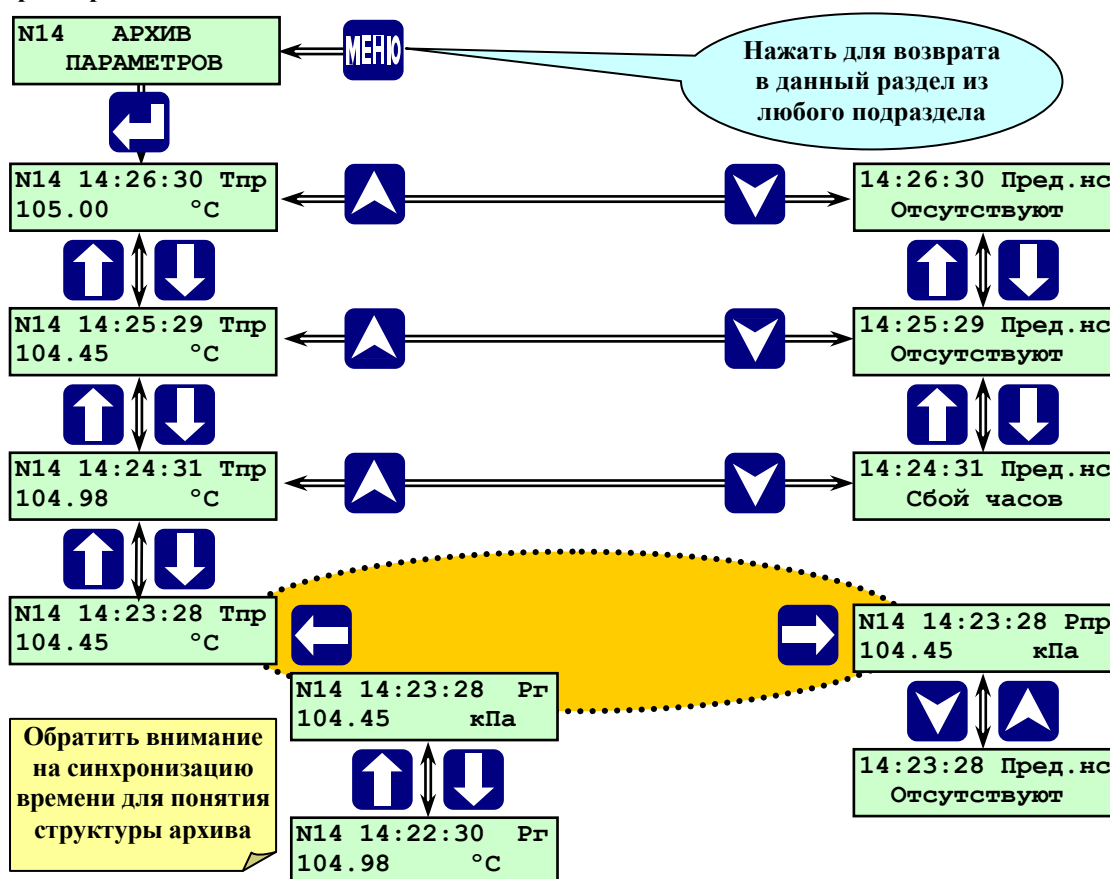 N14 АРХИВ
ПАРАМЕТРОВ
МЕНЮ
Нажать для возврата
в данный раздел из
любого подраздела
N14 14:26:30 Тпр
105.00 °С
14:26:30 Пред.нс
Отсутствуют
N14 14:25:29 Тпр
104.45 °С
14:25:29 Пред.нс
Отсутствуют
N14 14:24:31 Тпр
104.98 °С
14:24:31 Пред.нс
Сбой часов
N14 14:23:28 Тпр
104.45 °С
N14 14:23:28 Рпр
104.45 кПа
N14 14:23:28 Рг
104.45 кПа
Обратить внимание
на синхронизацию
времени для понятия
структуры архива
14:23:28 Пред.нс
Отсутствуют
N14 14:22:30 Рг
104.98 °С